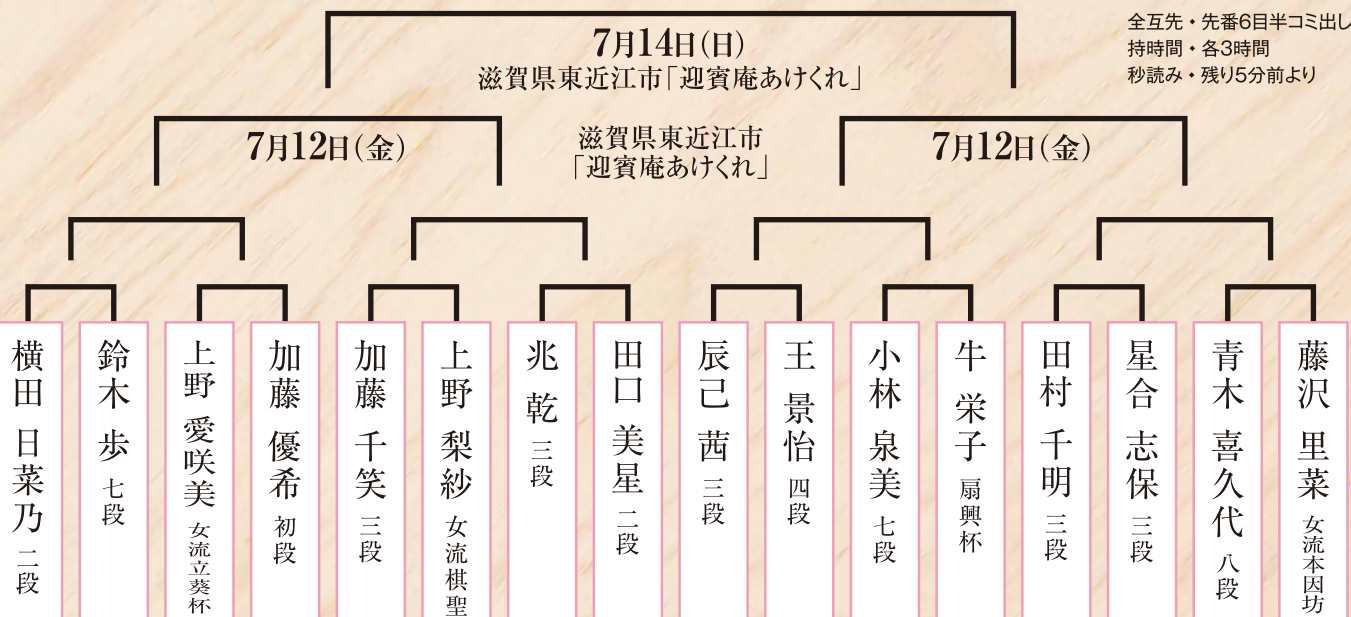 全互先・先番6目半コミ出し
持時間・各3時間
秒読み・残り5分前より
7月14日(日)
滋賀県東近江市「迎賓庵あけくれ」
7月12日(金)
滋賀県東近江市
「迎賓庵あけくれ」
7月12日(金)
横田 日菜乃 二段
鈴木 歩 七段
上野 愛咲美 女流立葵杯
加藤 優希 初段
加藤 千笑 三段
上野 梨紗 女流棋聖
兆 乾 三段
田口 美星 二段
辰己 茜 三段
王 景怡 四段
小林 泉美 七段
牛 栄子 扇興杯
田村 千明 三段
星合 志保 三段
青木 喜久代 八段
藤沢 里菜 女流本因坊